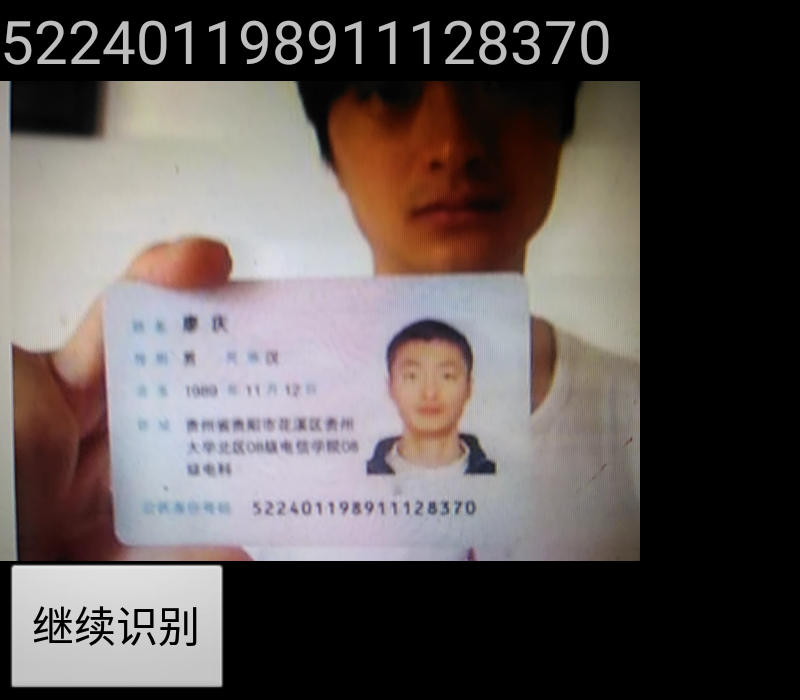 522401198911128370
姓名 廖庆
性别 男 民族 汉
出生 1989 年 11 月 12 日
住址 贵州省贵阳市花溪区贵州
大学北区08级电信学院08
级电科
公民身份号码 522401198911128370
继续识别